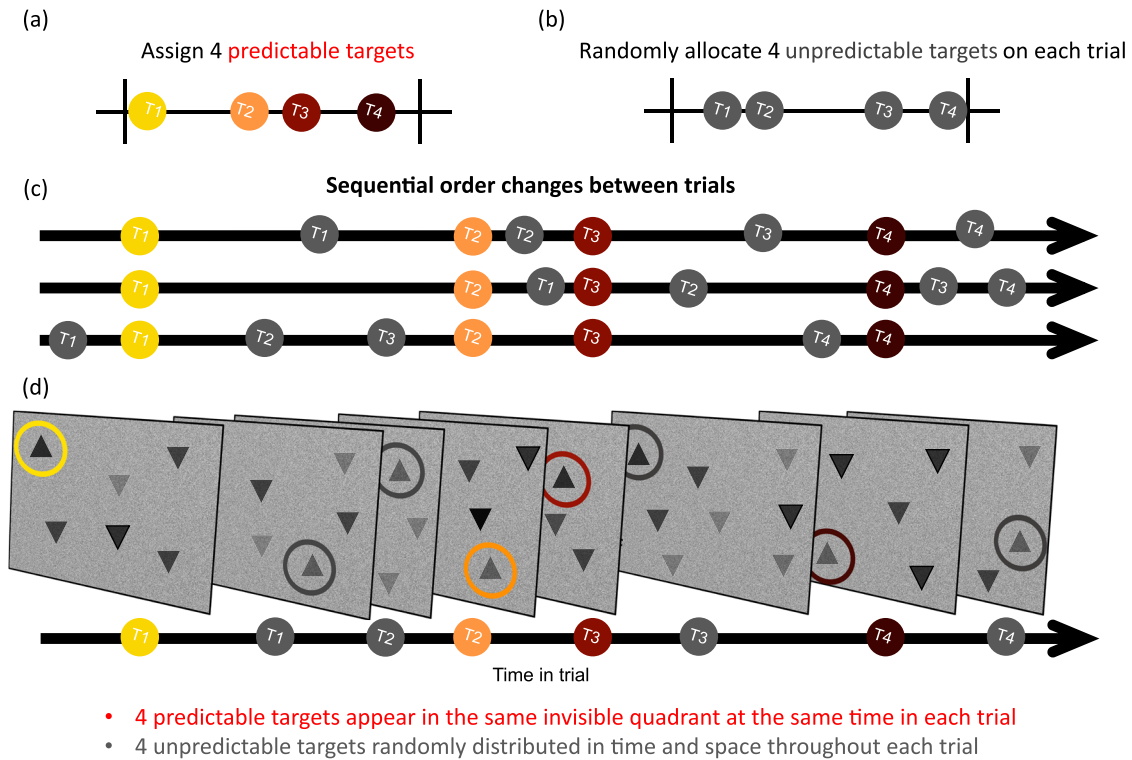 (a)
Assign 4 predictable targets
T1 T2 T3 T4
(b)
Randomly allocate 4 unpredictable targets on each trial
T1 T2 T3 T4
(c)
Sequential order changes between trials
T1 T1 T2 T2 T3 T3 T4 T4
T1 T2 T1 T3 T2 T4 T3 T4
T1 T1 T2 T3 T2 T3 T4 T4
(d)
T1 T1 T2 T2 T3 T3 T4 T4
Time in trial
• 4 predictable targets appear in the same invisible quadrant at the same time in each trial
• 4 unpredictable targets randomly distributed in time and space throughout each trial